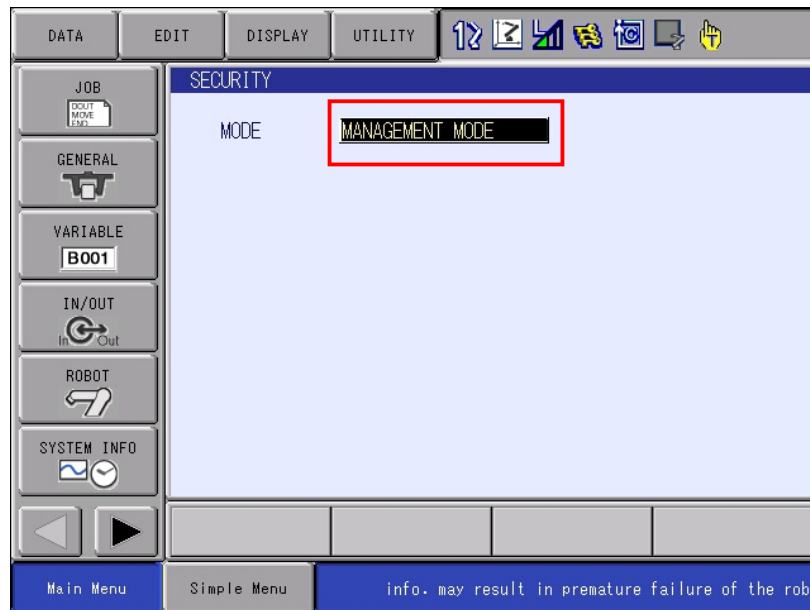 DATA
EDIT
DISPLAY
UTILITY
JOB
DOUT
MOVE
END
GENERAL
VARIABLE
B001
IN/OUT
In Out
ROBOT
SYSTEM INFO
SECURITY
MODE MANAGEMENT MODE
Main Menu
Simple Menu
info. may result in premature failure of the rob